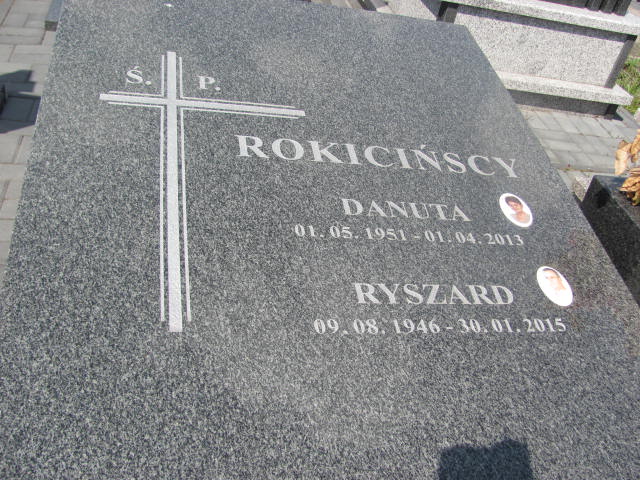 Ś. P.
ROKICIŃSCY
DANUTA
01.05.1951-01.04.2013
RYSZARD
09.08.1946-30.01.2015